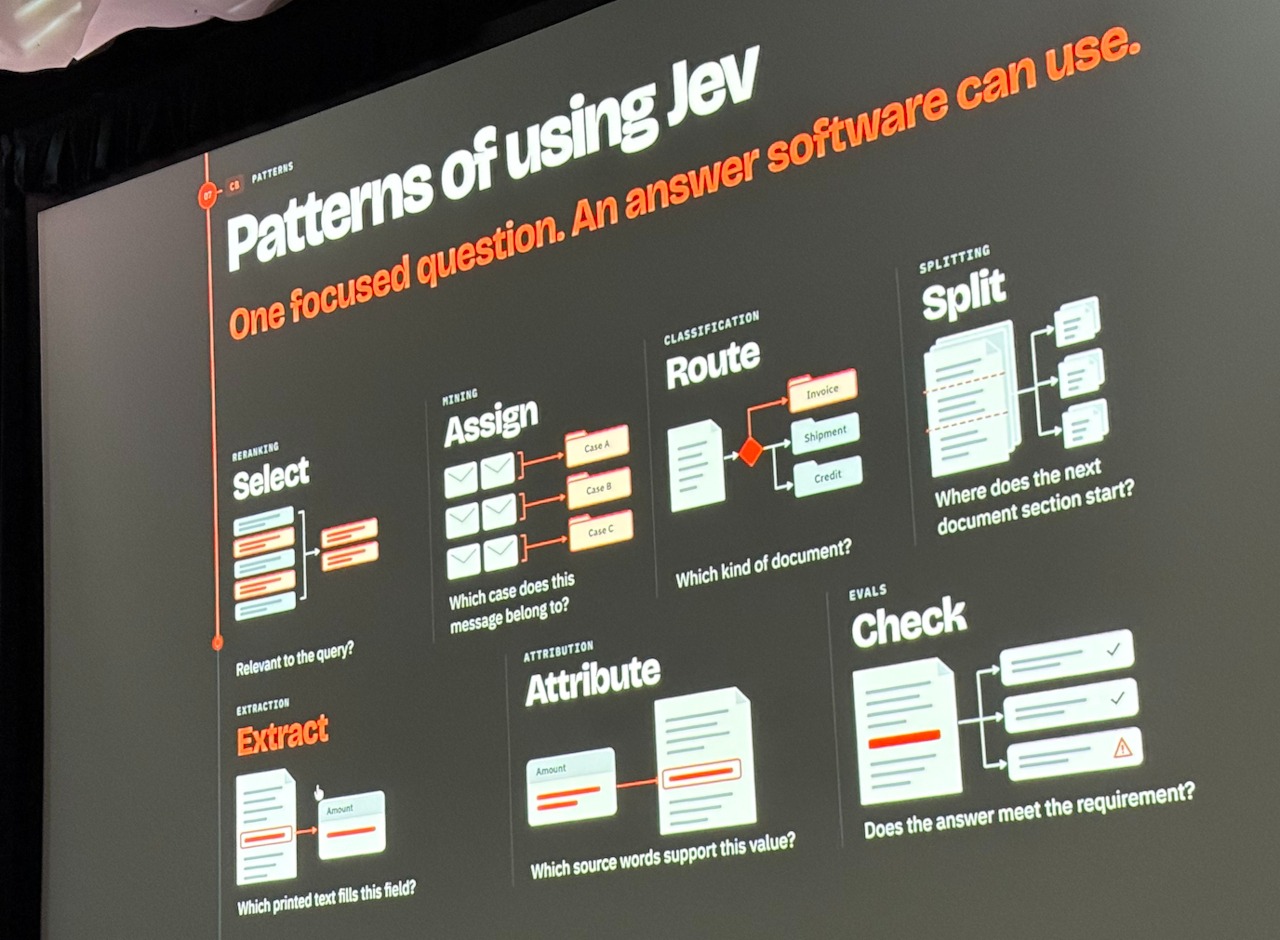 07 C8 PATTERNS
Patterns of using Jev
One focused question. An answer software can use.
RERANKING
Select
Relevant to the query?
MINING
Assign
Case A
Case B
Case C
Which case does this
message belong to?
CLASSIFICATION
Route
Invoice
Shipment
Credit
Which kind of document?
SPLITTING
Split
Where does the next
document section start?
EXTRACTION
Extract
Amount
Which printed text fills this field?
ATTRIBUTION
Attribute
Amount
Which source words support this value?
EVALS
Check
Does the answer meet the requirement?